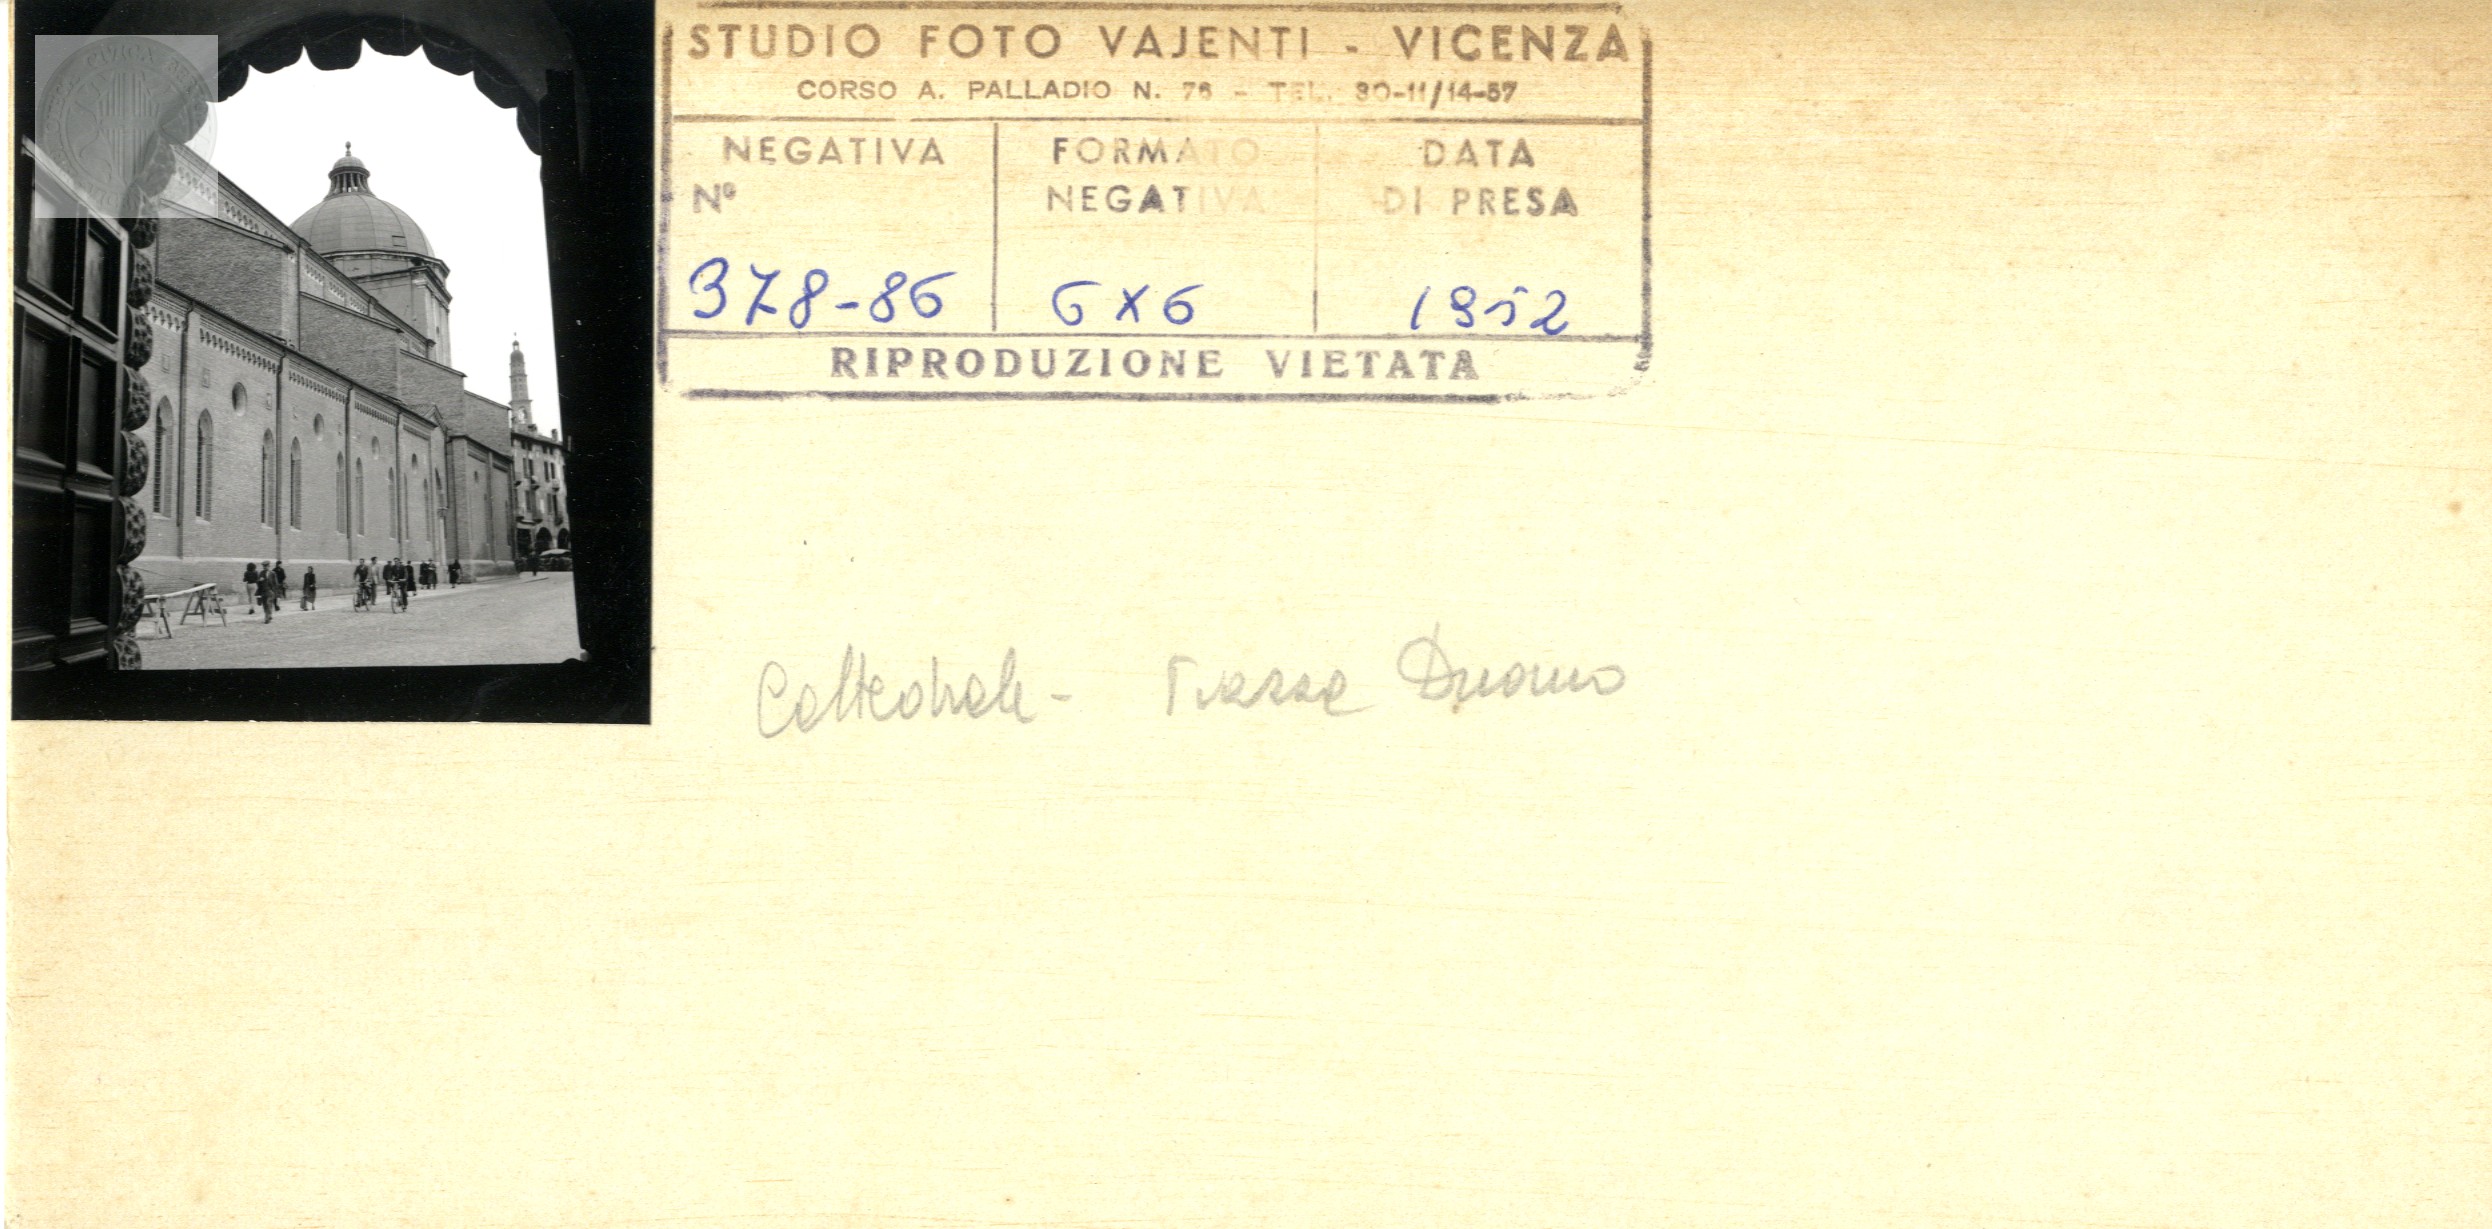 STUDIO FOTO VAJENTI - VICENZA
CORSO A. PALLADIO N. 76 - TEL. 30-11/14-57
NEGATIVA
Nº
FORMATO
NEGATIVA
DATA
DI PRESA
378-86
6x6
1952
RIPRODUZIONE VIETATA
Cattedrale - Piazza Duomo